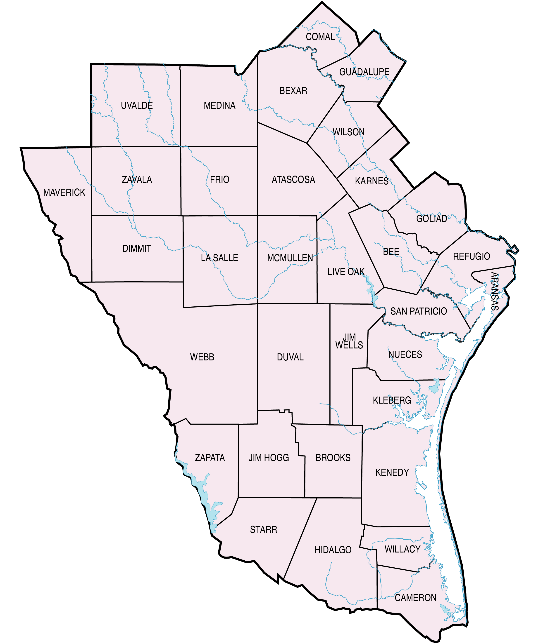 COMAL
GUADALUPE
BEXAR
UVALDE
MEDINA
WILSON
ZAVALA
FRIO
ATASCOSA
KARNES
MAVERICK
GOLIAD
DIMMIT
LA SALLE
MCMULLEN
BEE
REFUGIO
LIVE OAK
ARANSAS
SAN PATRICIO
JIM
WELLS
WEBB
DUVAL
NUECES
KLEBERG
ZAPATA
JIM HOGG
BROOKS
KENEDY
STARR
HIDALGO
WILLACY
CAMERON